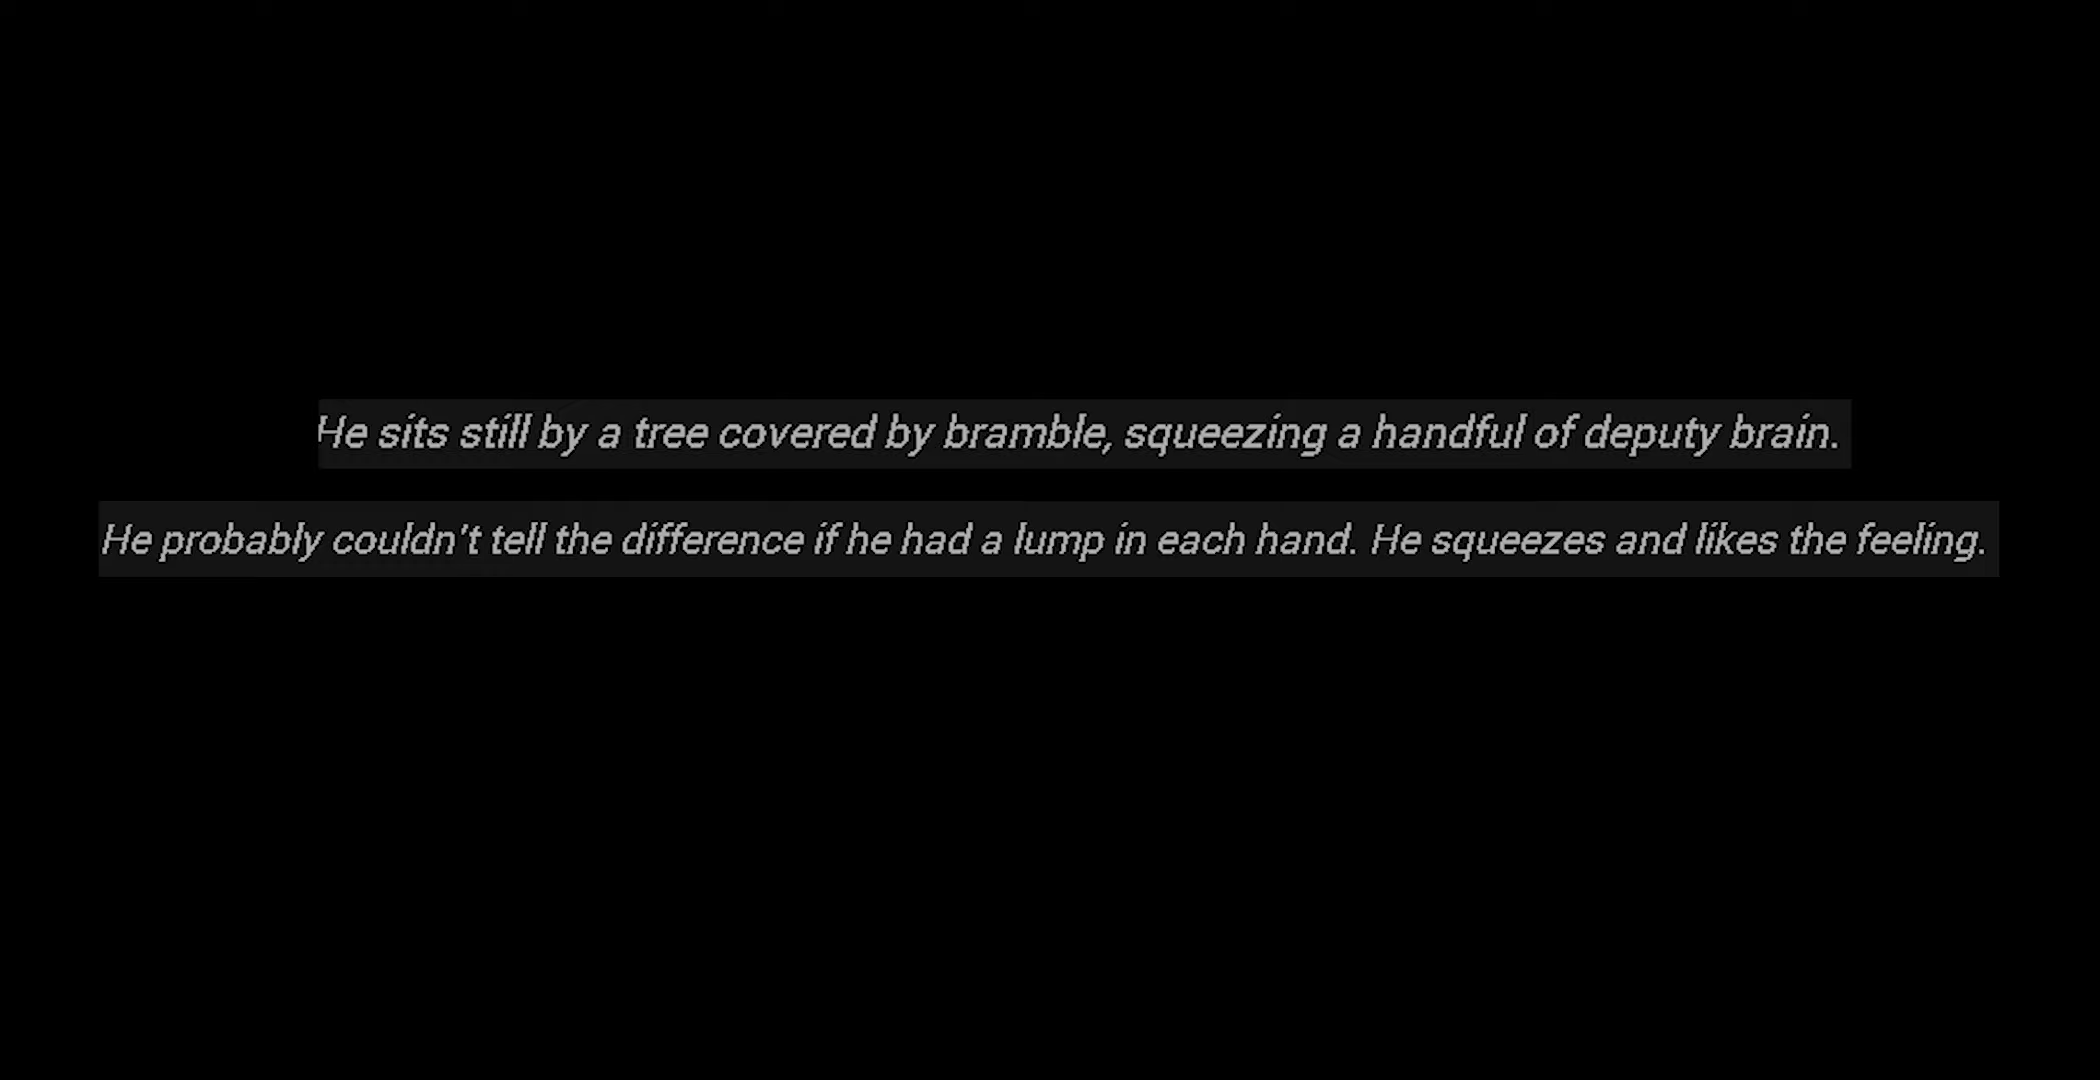 He sits still by a tree covered by bramble, squeezing a handful of deputy brain.
He probably couldn't tell the difference if he had a lump in each hand. He squeezes and likes the feeling.